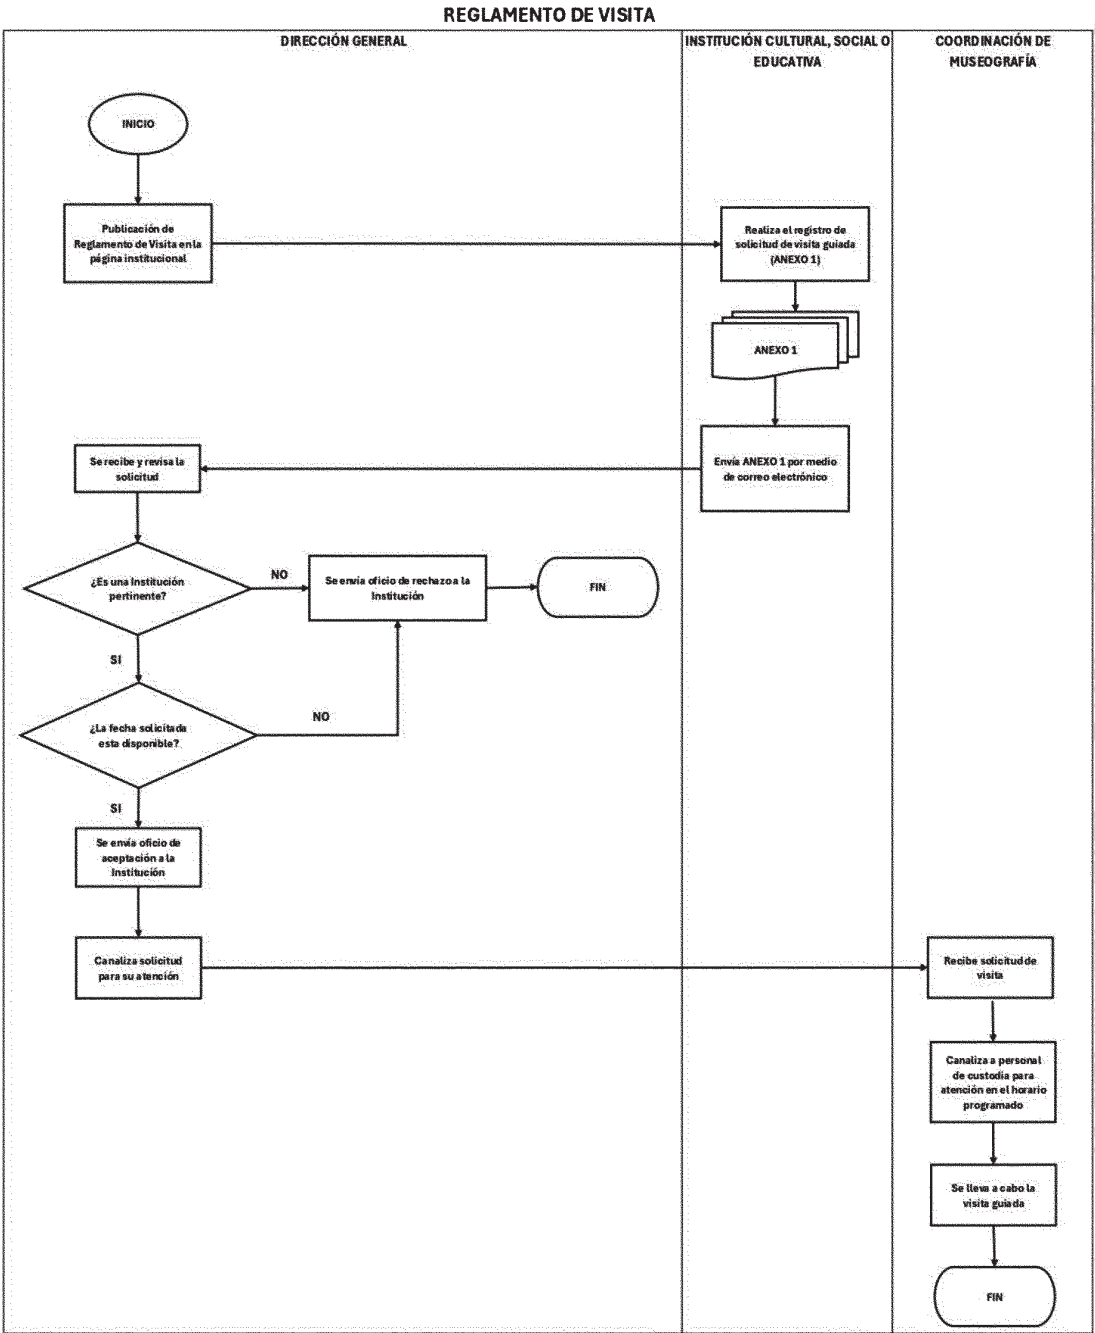 REGLAMENTO DE VISITA
DIRECCIÓN GENERAL
INSTITUCIÓN CULTURAL, SOCIAL O
EDUCATIVA
COORDINACIÓN DE
MUSEOGRAFÍA
INICIO
Publicación de
Reglamento de Visita en la
página institucional
Realiza el registro de
solicitud de visita guiada
(ANEXO 1)
ANEXO 1
Envía ANEXO 1 por medio
de correo electrónico
Se recibe y revisa la
solicitud
¿Es una Institución
pertinente?
NO
Se envía oficio de rechazo a la
Institución
FIN
SI
¿La fecha solicitada
esta disponible?
NO
SI
Se envía oficio de
aceptación a la
Institución
Canaliza solicitud
para su atención
Recibe solicitud de
visita
Canaliza a personal
de custodia para
atención en el horario
programado
Se lleva a cabo la
visita guiada
FIN